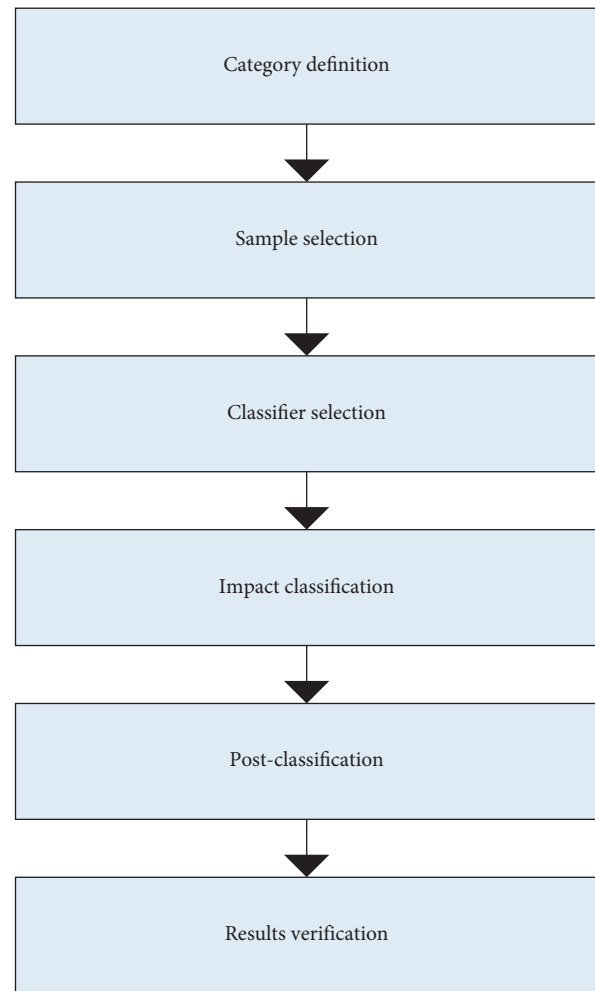 Category definition
Sample selection
Classifier selection
Impact classification
Post-classification
Results verification